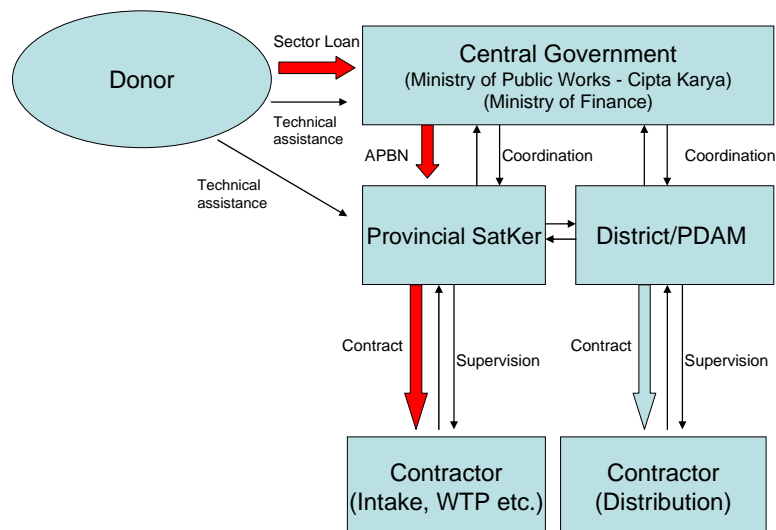 Sector Loan
Donor
Central Government
(Ministry of Public Works - Cipta Karya)
(Ministry of Finance)
Technical
assistance
APBN
Coordination
Coordination
Technical
assistance
Provincial SatKer
District/PDAM
Contract
Supervision
Contract
Supervision
Contractor
(Intake, WTP etc.)
Contractor
(Distribution)